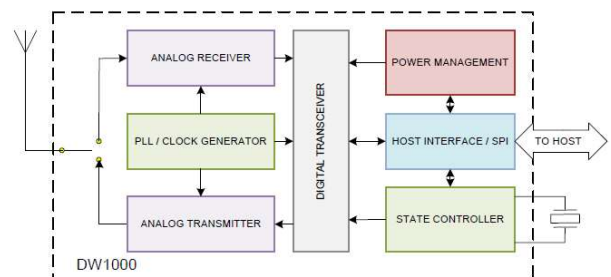 ANALOG RECEIVER
POWER MANAGEMENT
PLL / CLOCK GENERATOR
DIGITAL TRANSCEIVER
HOST INTERFACE / SPI
TO HOST
ANALOG TRANSMITTER
STATE CONTROLLER
DW1000